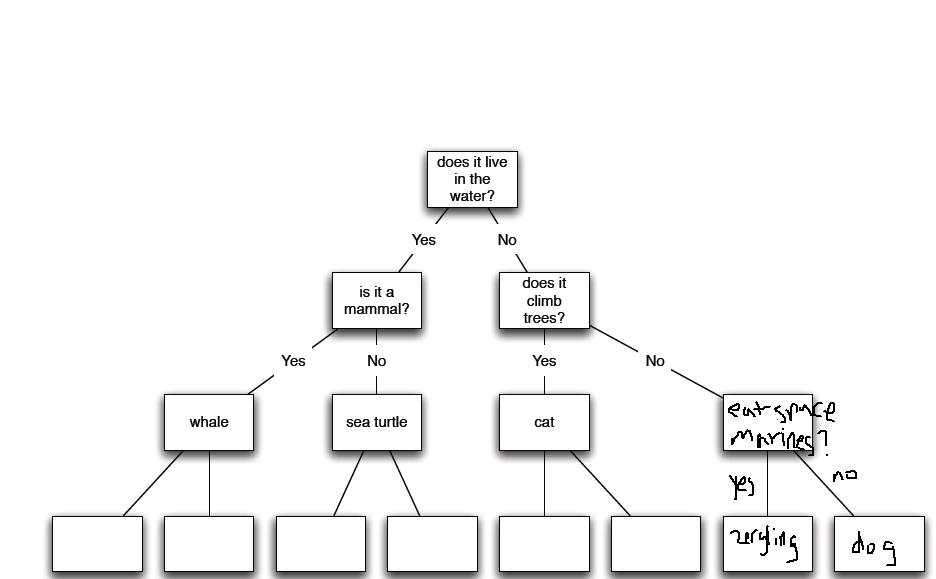 does it live
in the
water?
Yes
No
is it a
mammal?
does it
climb
trees?
Yes
No
Yes
No
whale
sea turtle
cat
eat space
marines?
yes
no
zergling
dog